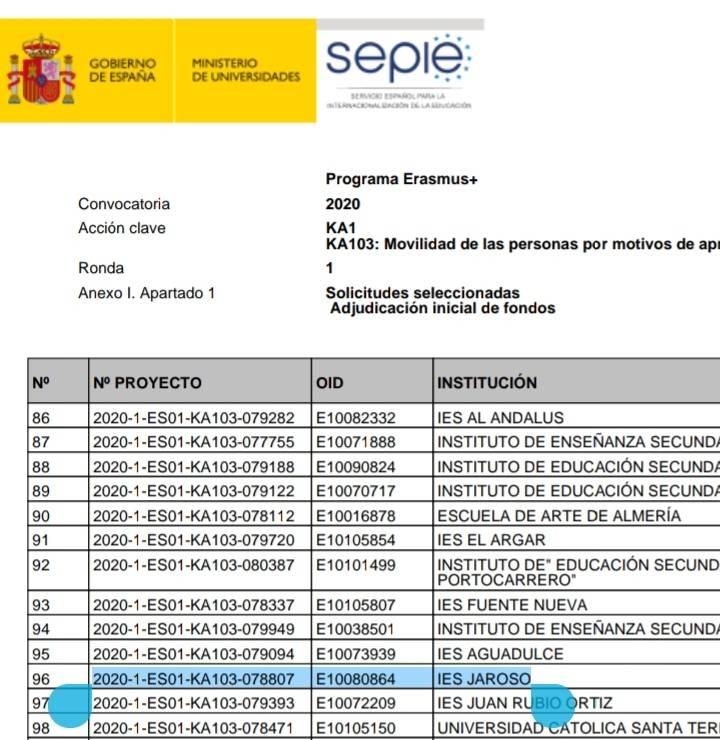 GOBIERNO
DE ESPAÑA
MINISTERIO
DE UNIVERSIDADES
sepie
SERVICIO ESPAÑOL PARA LA
INTERNACIONALIZACIÓN DE LA EDUCACIÓN
Programa Erasmus+
Convocatoria 2020
Acción clave KA1
KA103: Movilidad de las personas por motivos de apr
Ronda 1
Anexo I. Apartado 1 Solicitudes seleccionadas
Adjudicación inicial de fondos
Nº Nº PROYECTO OID INSTITUCIÓN
86 2020-1-ES01-KA103-079282 E10082332 IES AL ANDALUS
87 2020-1-ES01-KA103-077755 E10071888 INSTITUTO DE ENSEÑANZA SECUNDA
88 2020-1-ES01-KA103-079188 E10090824 INSTITUTO DE EDUCACIÓN SECUNDA
89 2020-1-ES01-KA103-079122 E10070717 INSTITUTO DE EDUCACIÓN SECUNDA
90 2020-1-ES01-KA103-078112 E10016878 ESCUELA DE ARTE DE ALMERÍA
91 2020-1-ES01-KA103-079720 E10105854 IES EL ARGAR
92 2020-1-ES01-KA103-080387 E10101499 INSTITUTO DE" EDUCACIÓN SECUND
PORTOCARRERO"
93 2020-1-ES01-KA103-078337 E10105807 IES FUENTE NUEVA
94 2020-1-ES01-KA103-079949 E10038501 INSTITUTO DE ENSEÑANZA SECUNDA
95 2020-1-ES01-KA103-079094 E10073939 IES AGUADULCE
96 2020-1-ES01-KA103-078807 E10080864 IES JAROSO
97 2020-1-ES01-KA103-079393 E10072209 IES JUAN RUBIO ORTIZ
98 2020-1-ES01-KA103-078471 E10105150 UNIVERSIDAD CATOLICA SANTA TER